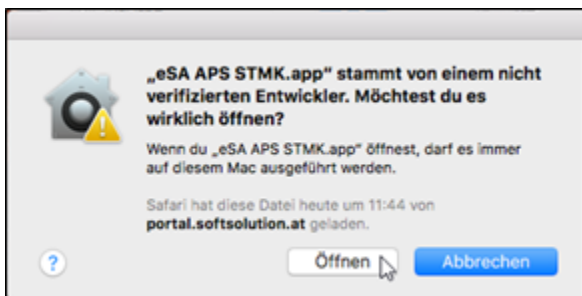 „eSA APS STMK.app“ stammt von einem nicht
verifizierten Entwickler. Möchtest du es
wirklich öffnen?
Wenn du „eSA APS STMK.app“ öffnest, darf es immer
auf diesem Mac ausgeführt werden.
Safari hat diese Datei heute um 11:44 von
portal.softsolution.at geladen.
?
Öffnen
Abbrechen